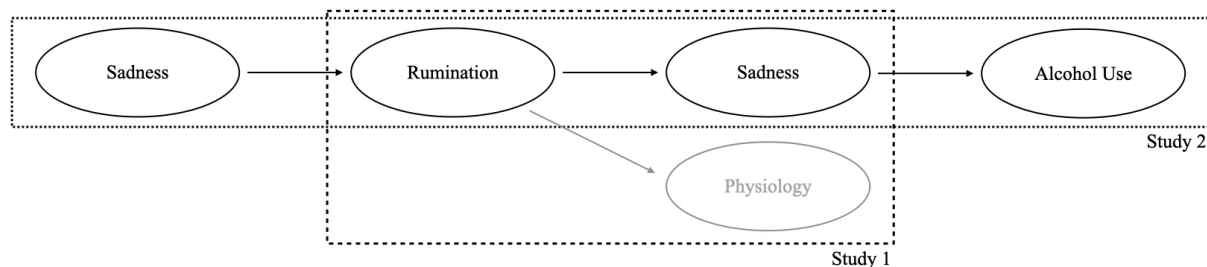 Sadness
Rumination
Sadness
Alcohol Use
Study 2
Physiology
Study 1